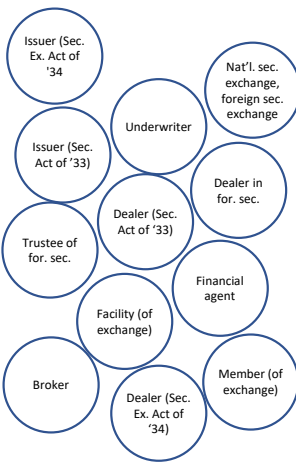 Issuer (Sec.
Ex. Act of
'34
Nat'l. sec.
exchange,
foreign sec.
exchange
Underwriter
Issuer (Sec.
Act of '33)
Dealer in
for. sec.
Dealer (Sec.
Act of '33)
Trustee of
for. sec.
Financial
agent
Facility (of
exchange)
Broker
Member (of
exchange)
Dealer (Sec.
Ex. Act of
'34)